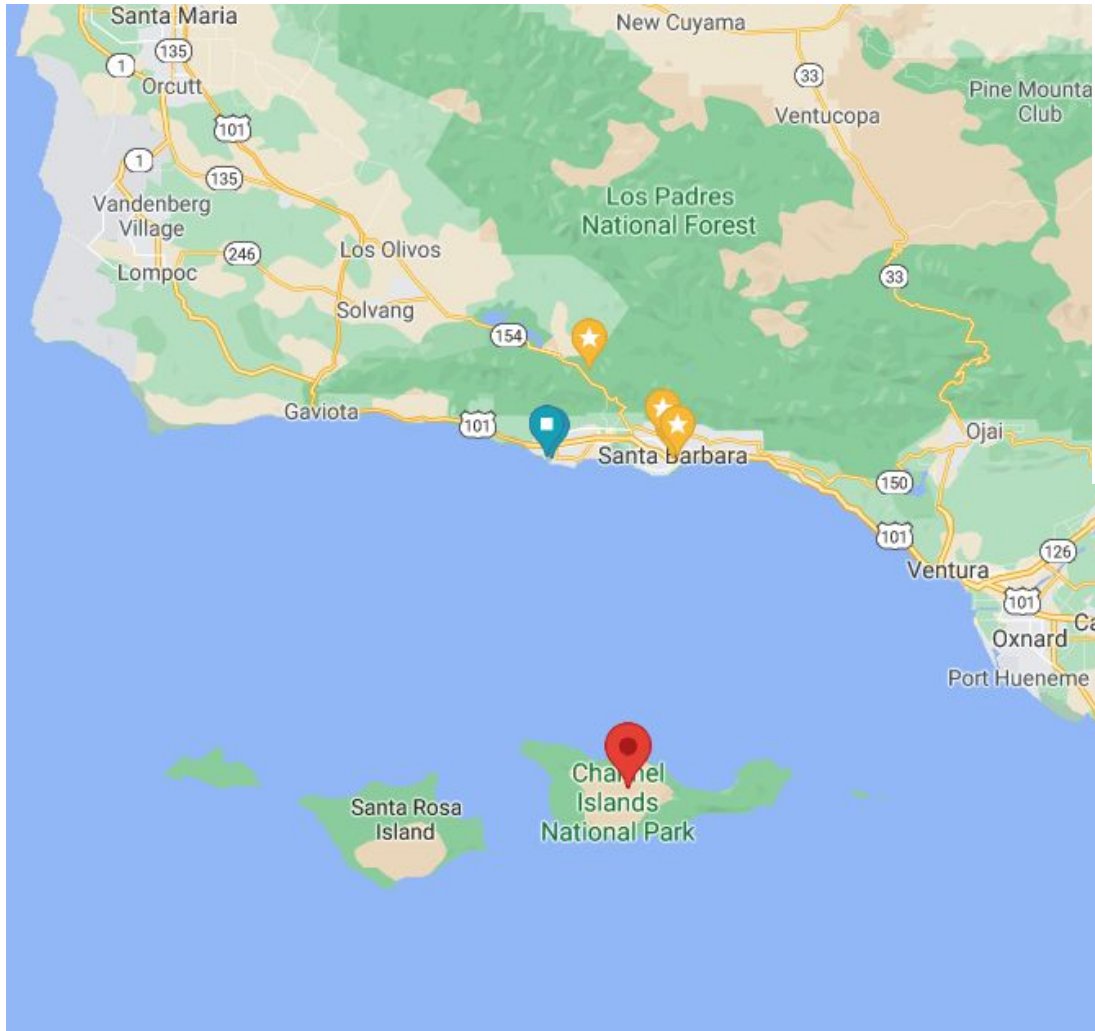 Santa Maria
New Cuyama
135
1
33
Orcutt
Pine Mounta
Club
Ventucopa
101
1
135
Los Padres
National Forest
Vandenberg
Village
246
Los Olivos
Lompoc
33
Solvang
154
Gaviota
101
Ojai
Santa Barbara
150
101
126
Ventura
101
Ca
Oxnard
Port Hueneme
Channel
Islands
National Park
Santa Rosa
Island